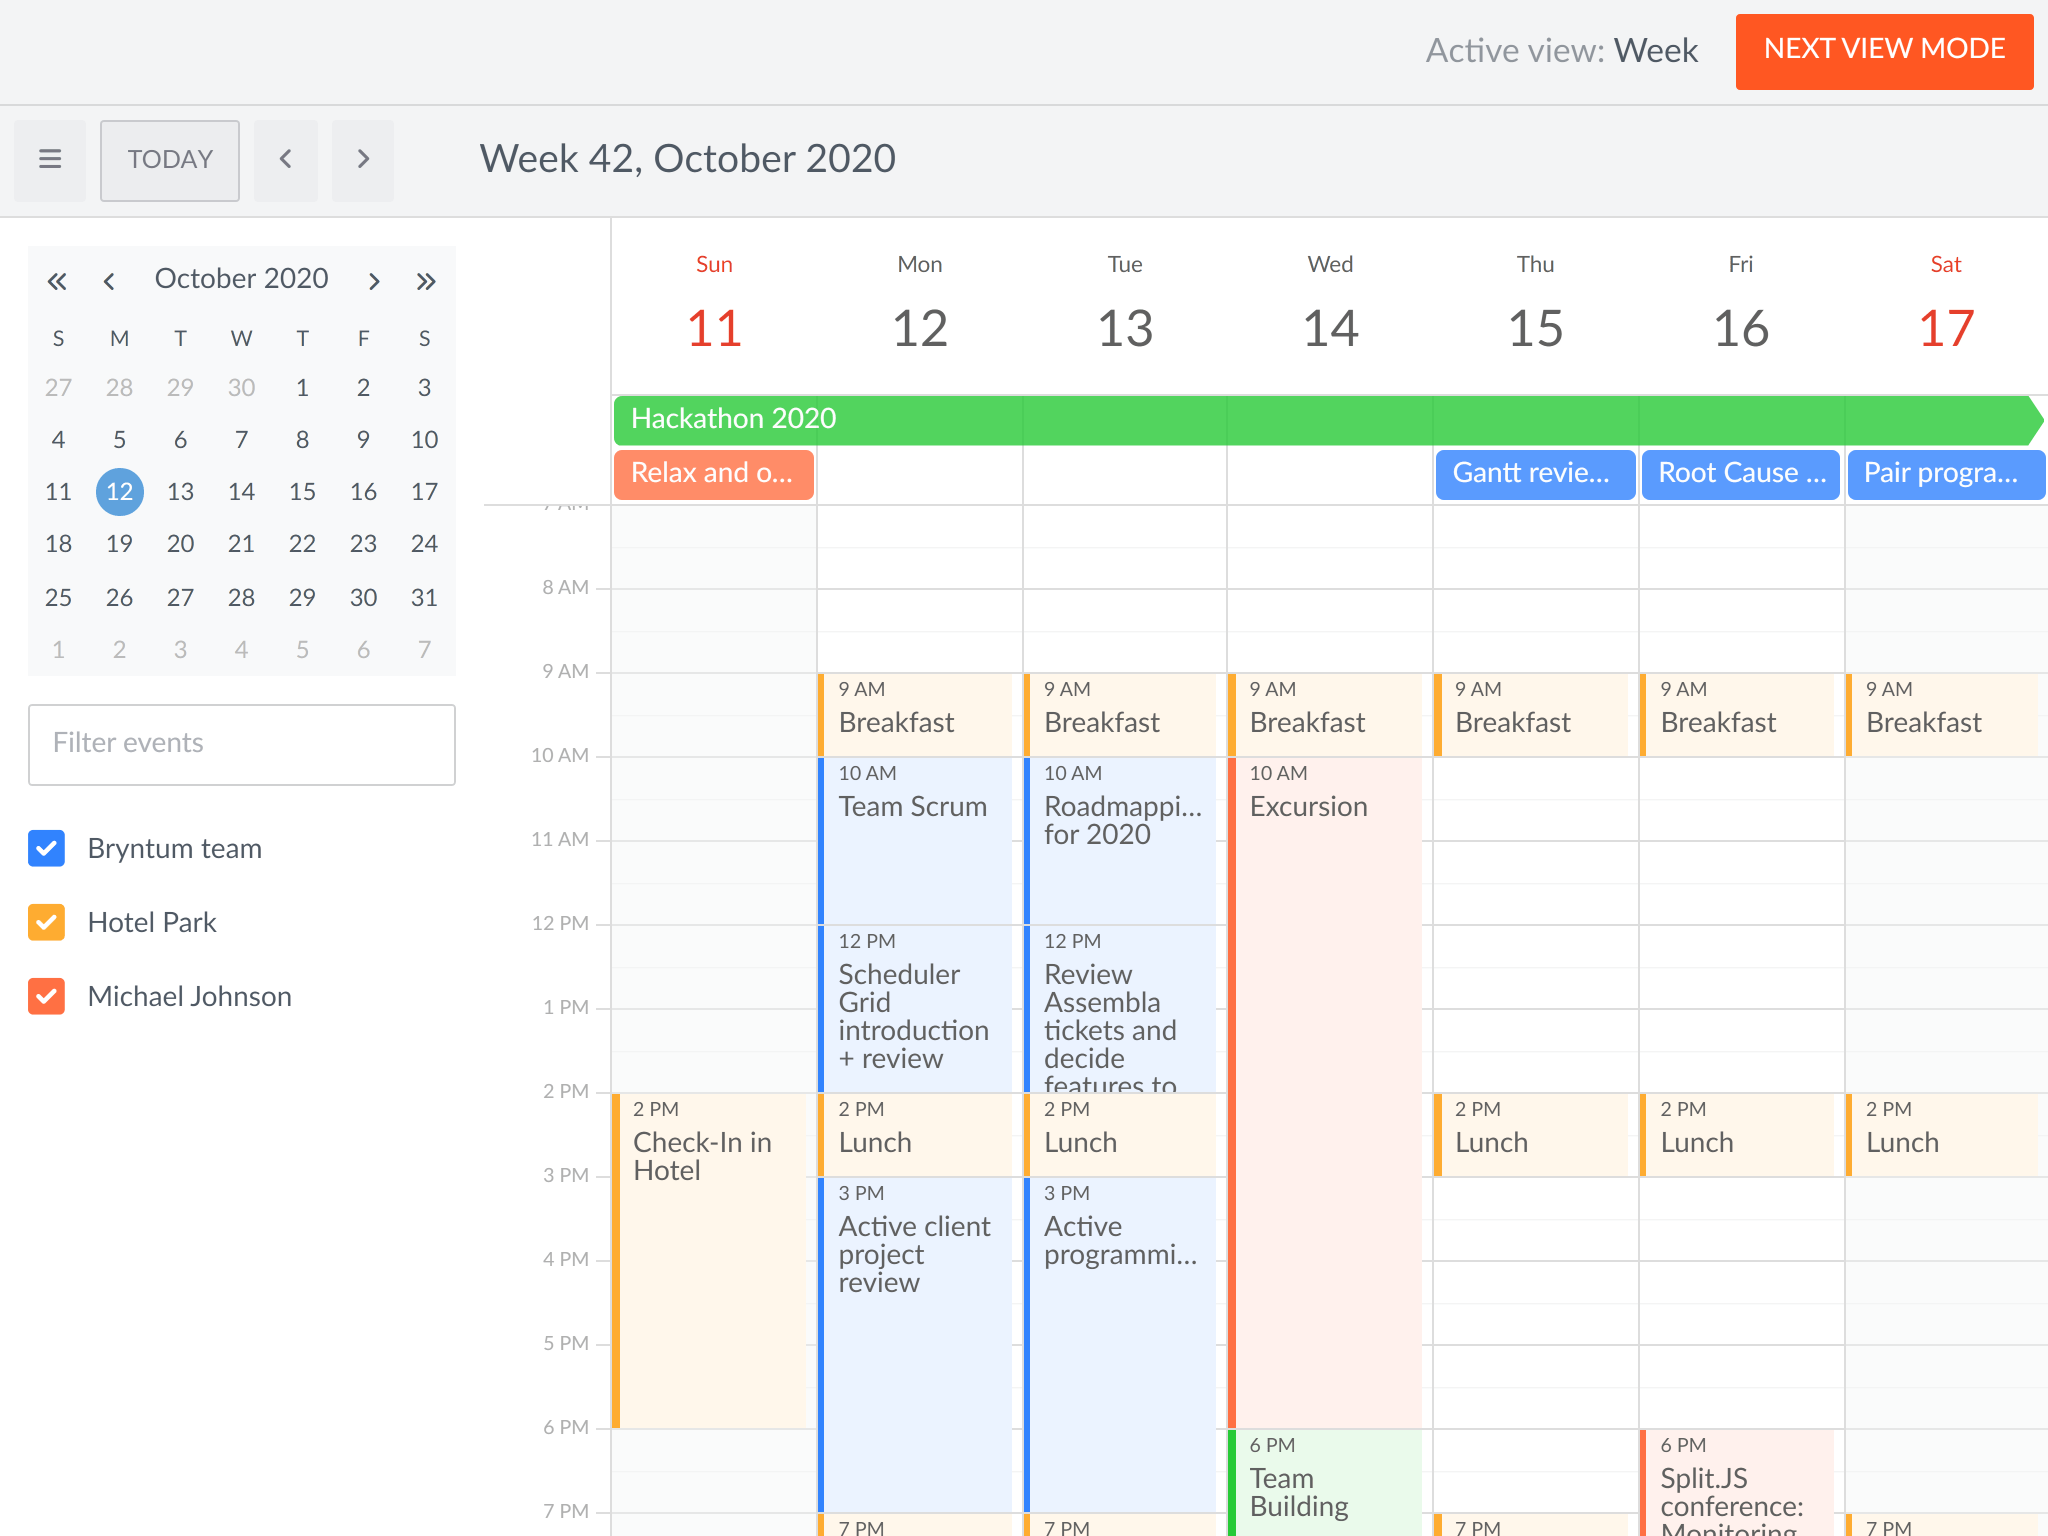 Active view: Week
NEXT VIEW MODE
TODAY
Week 42, October 2020
October 2020
S M T W T F S
27 28 29 30 1 2 3
4 5 6 7 8 9 10
11 12 13 14 15 16 17
18 19 20 21 22 23 24
25 26 27 28 29 30 31
1 2 3 4 5 6 7
Filter events
Bryntum team
Hotel Park
Michael Johnson
Sun Mon Tue Wed Thu Fri Sat
11 12 13 14 15 16 17
Hackathon 2020
Relax and o...
Gantt revie...
Root Cause ...
Pair progra...
7 AM
8 AM
9 AM
10 AM
11 AM
12 PM
1 PM
2 PM
3 PM
4 PM
5 PM
6 PM
7 PM
2 PM
Check-In in
Hotel
9 AM
Breakfast
10 AM
Team Scrum
12 PM
Scheduler
Grid
introduction
+ review
2 PM
Lunch
3 PM
Active client
project
review
7 PM
9 AM
Breakfast
10 AM
Roadmappi...
for 2020
12 PM
Review
Assembla
tickets and
decide
features to
2 PM
Lunch
3 PM
Active
programmi...
7 PM
9 AM
Breakfast
10 AM
Excursion
6 PM
Team
Building
9 AM
Breakfast
2 PM
Lunch
7 PM
9 AM
Breakfast
2 PM
Lunch
6 PM
Split.JS
conference:
Monitoring
9 AM
Breakfast
2 PM
Lunch
7 PM